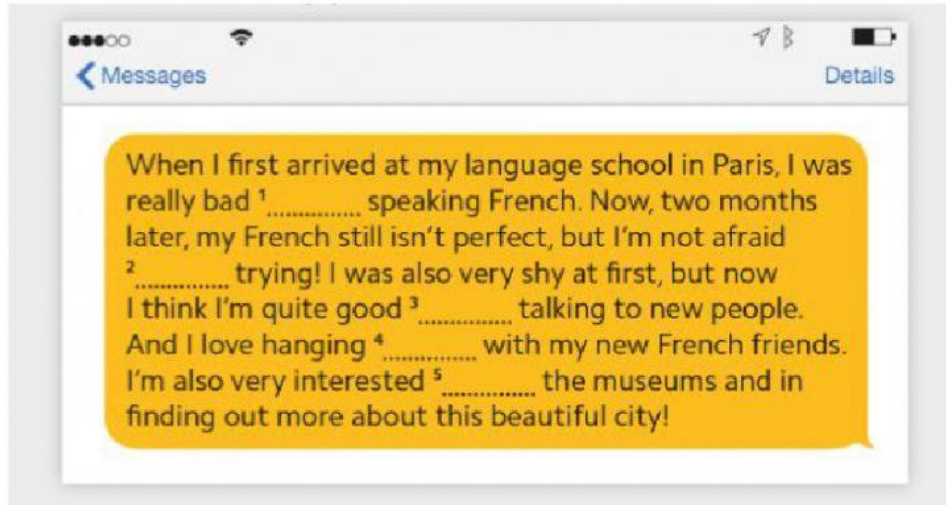 Messages
Details
When I first arrived at my language school in Paris, I was
really bad ¹.............. speaking French. Now, two months
later, my French still isn't perfect, but I'm not afraid
².............. trying! I was also very shy at first, but now
I think I'm quite good ³.............. talking to new people.
And I love hanging ⁴.............. with my new French friends.
I'm also very interested ⁵.............. the museums and in
finding out more about this beautiful city!